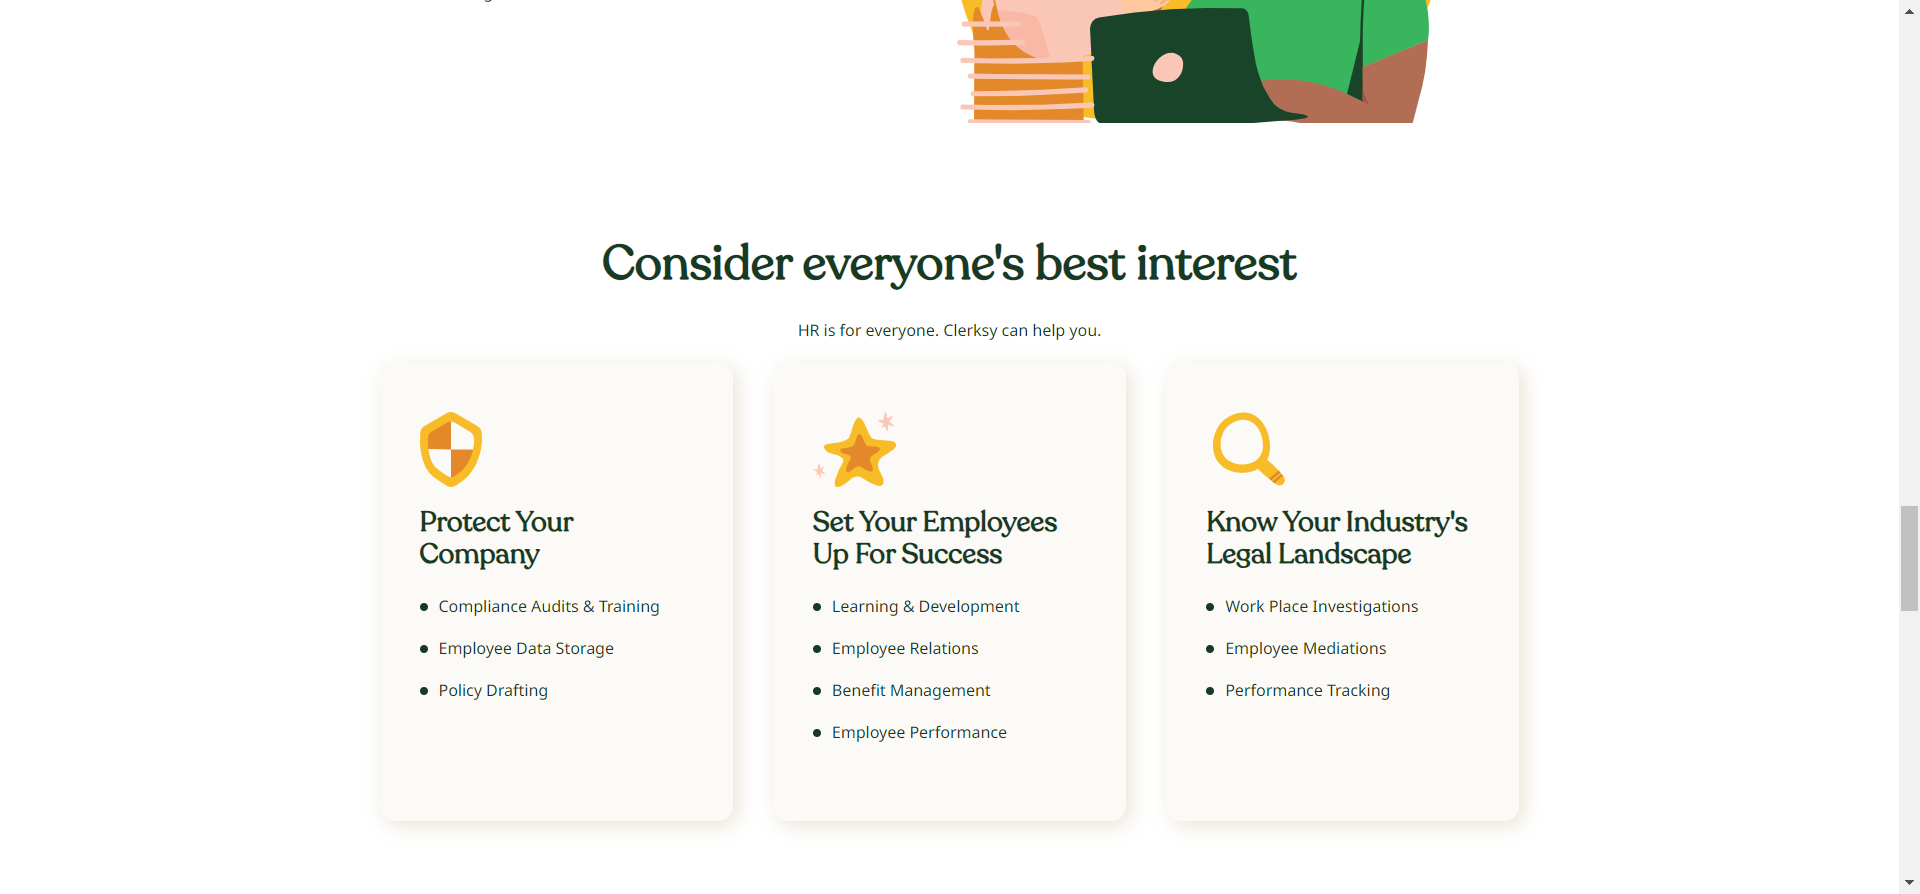 Consider everyone's best interest
HR is for everyone. Clerksy can help you.
Protect Your
Company
Compliance Audits & Training
Employee Data Storage
Policy Drafting
Set Your Employees
Up For Success
Learning & Development
Employee Relations
Benefit Management
Employee Performance
Know Your Industry's
Legal Landscape
Work Place Investigations
Employee Mediations
Performance Tracking